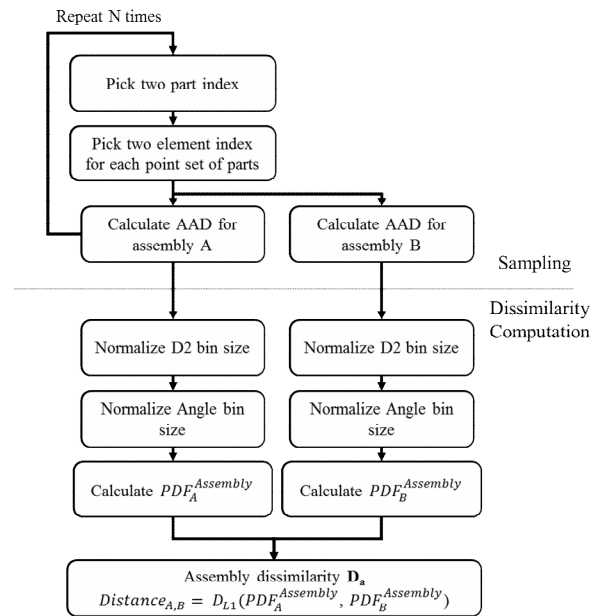 Repeat N times
Pick two part index
Pick two element index
for each point set of parts
Calculate AAD for
assembly A
Calculate AAD for
assembly B
Sampling
Dissimilarity
Computation
Normalize D2 bin size
Normalize D2 bin size
Normalize Angle bin
size
Normalize Angle bin
size
Calculate PDF_A^Assembly
Calculate PDF_B^Assembly
Assembly dissimilarity D_a
Distance_A,B = D_L1(PDF_A^Assembly, PDF_B^Assembly)